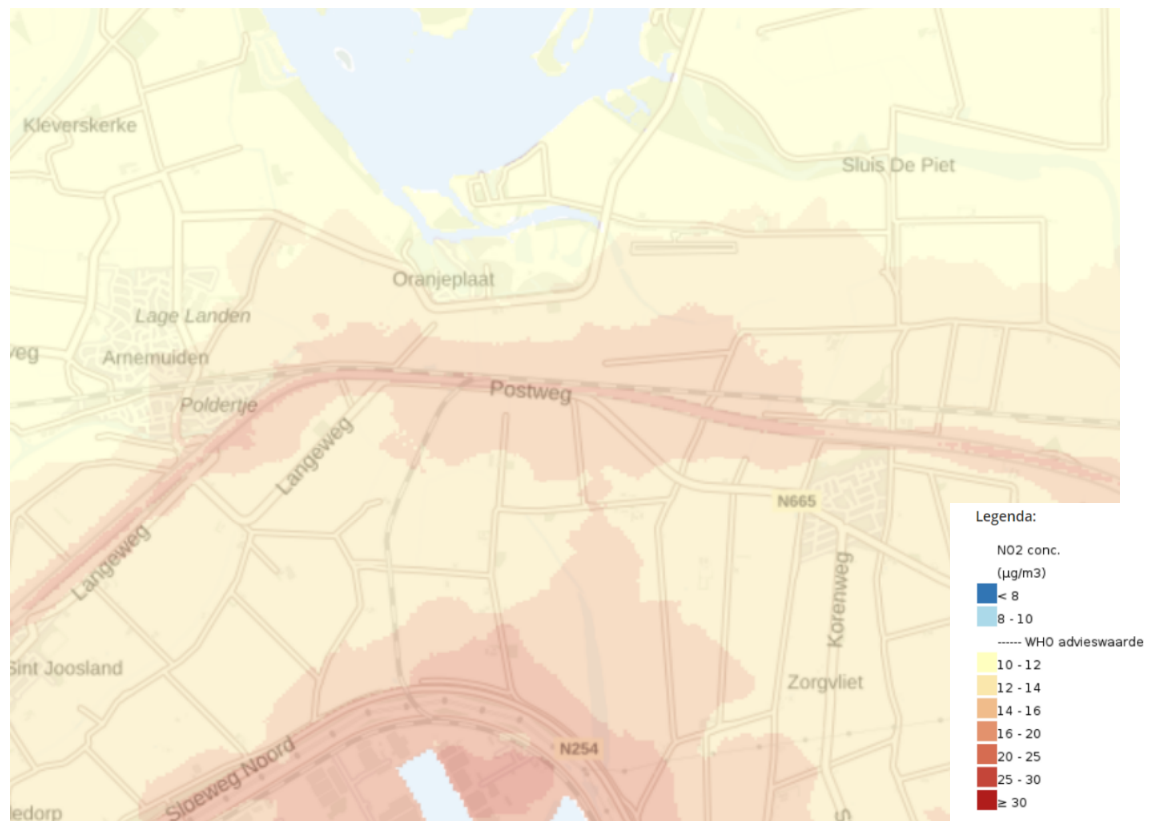 Kleverskerke
Sluis De Piet
Oranjeplaat
Lage Landen
veg
Arnemuiden
Postweg
Poldertje
Langeweg
N665
Langeweg
Korenweg
Sint Joosland
Zorgvliet
N254
Sloeweg Noord
edorp
S
Legenda:
NO2 conc.
(µg/m3)
< 8
8 - 10
------ WHO advieswaarde
10 - 12
12 - 14
14 - 16
16 - 20
20 - 25
25 - 30
≥ 30